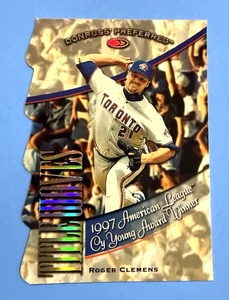 DONRUSS PREFERRED
TORONTO
21
TITLE WAVES
1997 American League
Cy Young Award Winner
ROGER CLEMENS